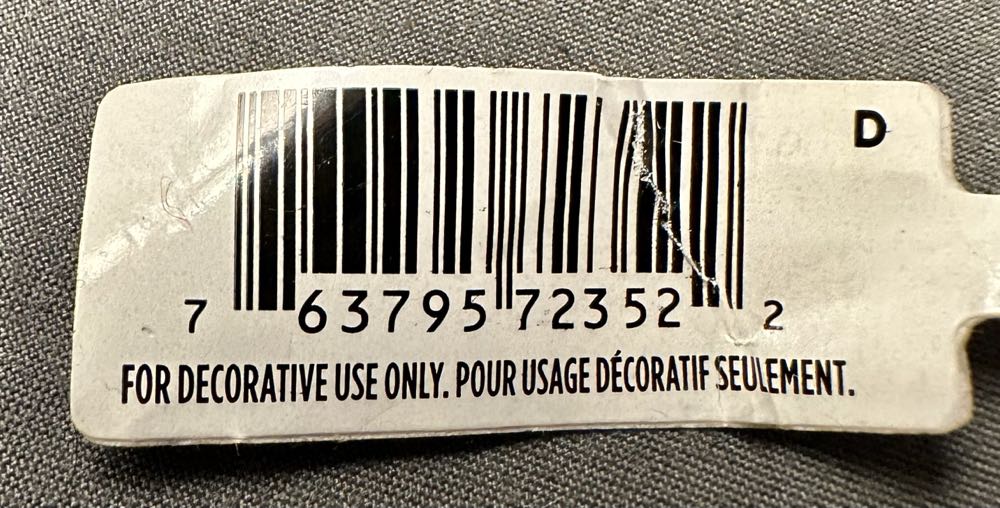 D
7 63795 72352 2
FOR DECORATIVE USE ONLY. POUR USAGE DÉCORATIF SEULEMENT.